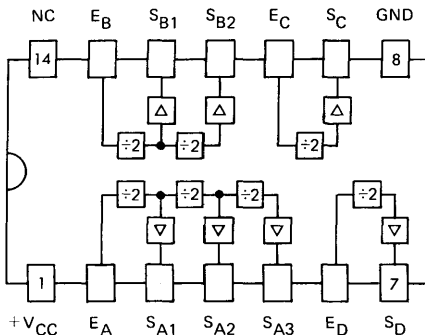 NC E_B S_B1 S_B2 E_C S_C GND
14 8
÷2 ÷2 ÷2
÷2 ÷2 ÷2 ÷2
1 7
+V_CC E_A S_A1 S_A2 S_A3 E_D S_D